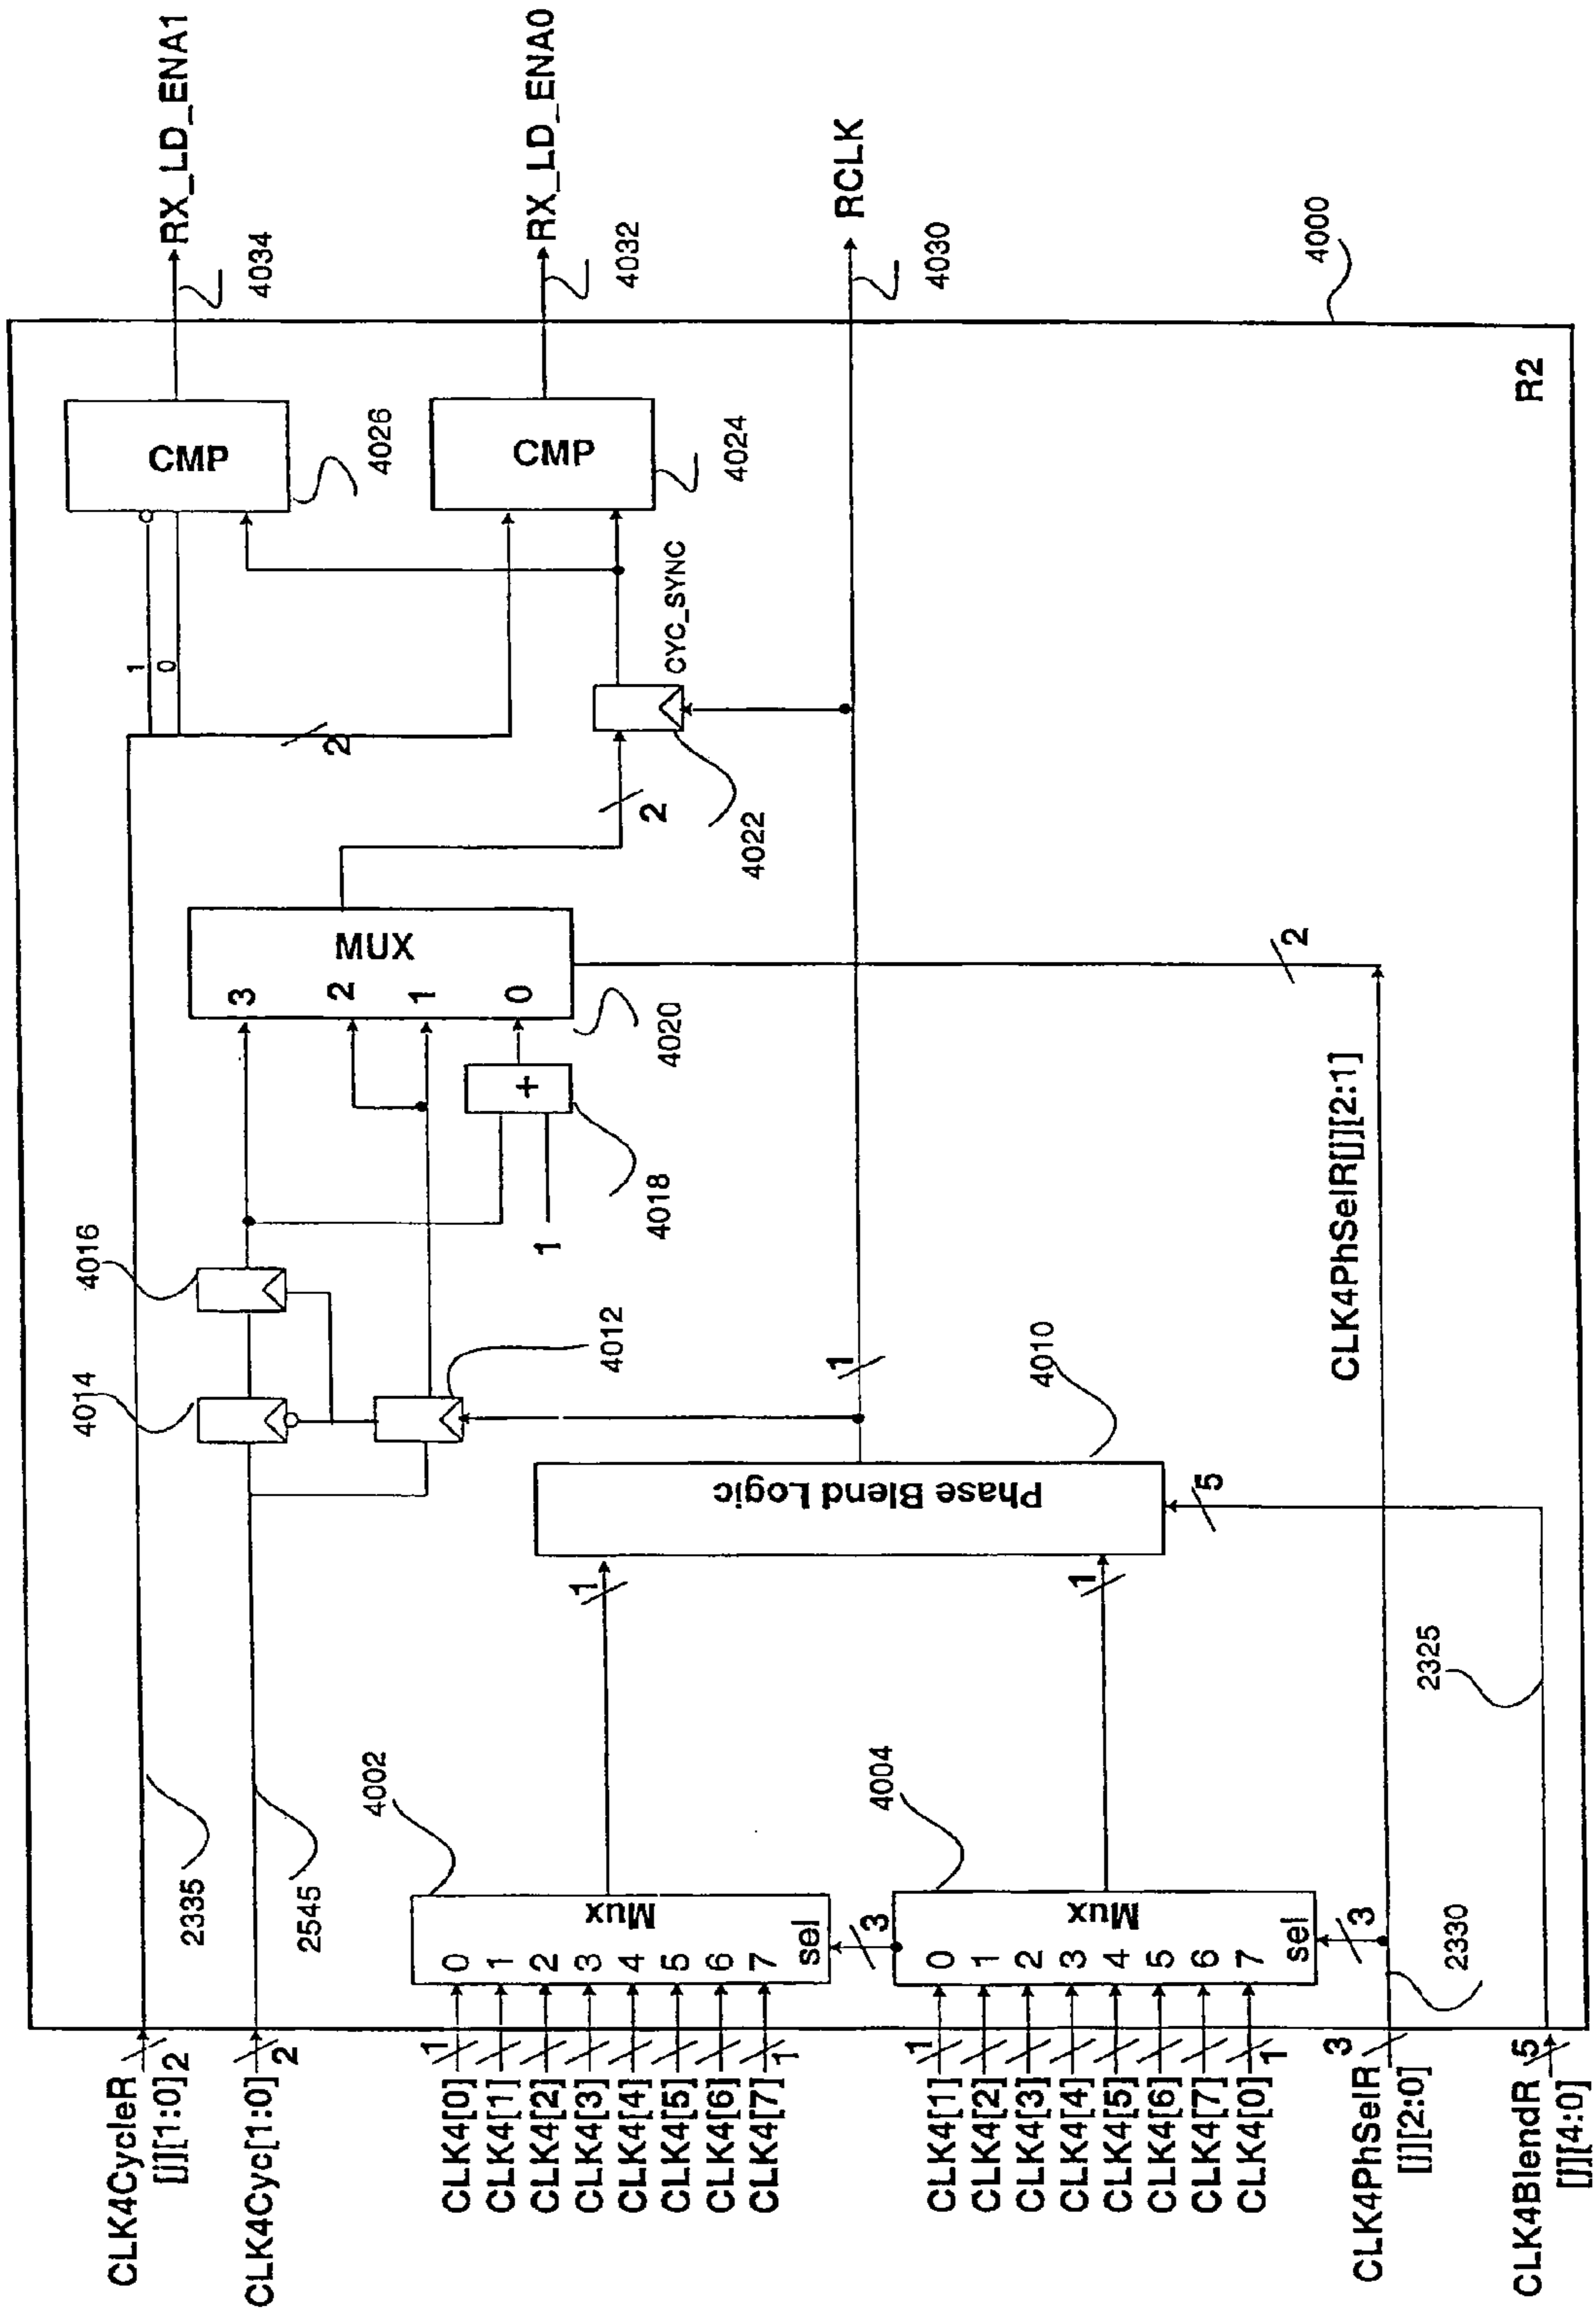 CLK4CycleR
[j][1:0]
2
CLK4Cyc[1:0]
2
CLK4[0]
CLK4[1]
CLK4[2]
CLK4[3]
CLK4[4]
CLK4[5]
CLK4[6]
CLK4[7]
1
1
CLK4[1]
CLK4[2]
CLK4[3]
CLK4[4]
CLK4[5]
CLK4[6]
CLK4[7]
CLK4[0]
1
1
CLK4PhSelR
[j][2:0]
3
CLK4BlendR
[j][4:0]
5
2335
2545
4002
0
1
2
3
4
5
6
7
Mux
sel
3
4004
0
1
2
3
4
5
6
7
Mux
sel
3
2330
2325
1
1
5
Phase Blend Logic
4010
1
4014
4016
4012
1
+
4018
3
2
1
0
MUX
4020
CLK4PhSelR[j][2:1]
2
2
4022
CYC_SYNC
1
0
2
CMP
4026
CMP
4024
R2
4000
4034
RX_LD_ENA1
4032
RX_LD_ENA0
4030
RCLK